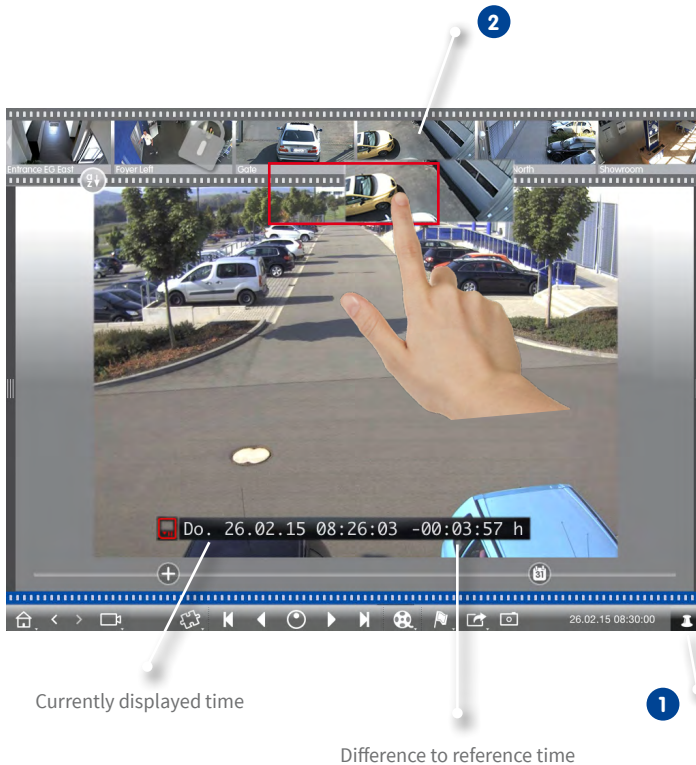 2
Entrance EG East
Foyer Left
Gate
North
Showroom
Do. 26.02.15 08:26:03 -00:03:57 h
31
26.02.15 08:30:00
Currently displayed time
1
Difference to reference time